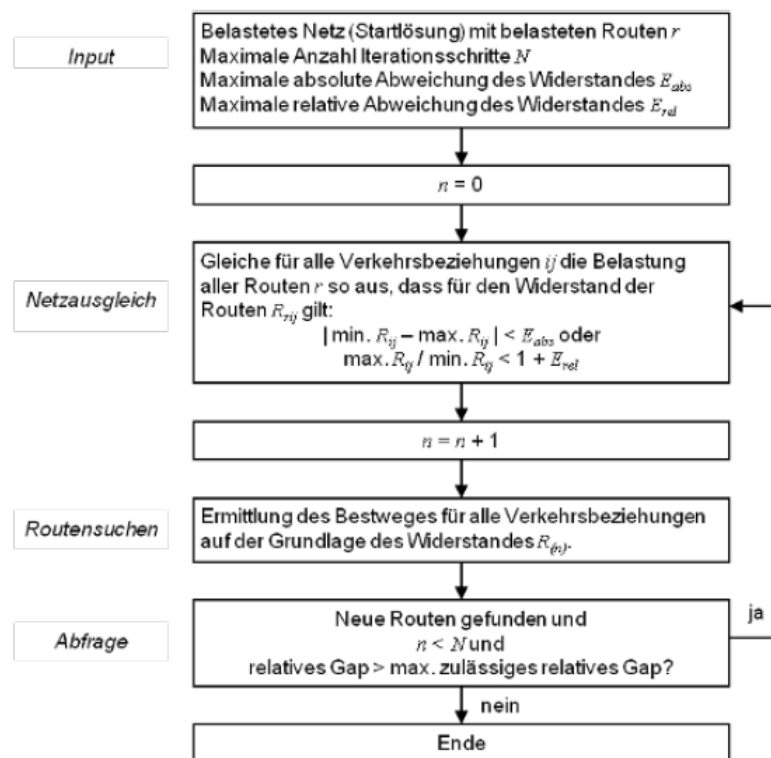 Input
Belastetes Netz (Startlösung) mit belasteten Routen r
Maximale Anzahl Iterationsschritte N
Maximale absolute Abweichung des Widerstandes E_abs
Maximale relative Abweichung des Widerstandes E_rel
n = 0
Netzausgleich
Gleiche für alle Verkehrsbeziehungen ij die Belastung
aller Routen r so aus, dass für den Widerstand der
Routen R_rij gilt:
| min. R_ij – max. R_ij | < E_abs oder
max. R_ij / min. R_ij < 1 + E_rel
n = n + 1
Routensuchen
Ermittlung des Bestweges für alle Verkehrsbeziehungen
auf der Grundlage des Widerstandes R_(n).
Abfrage
Neue Routen gefunden und
n < N und
relatives Gap > max. zulässiges relatives Gap?
ja
nein
Ende